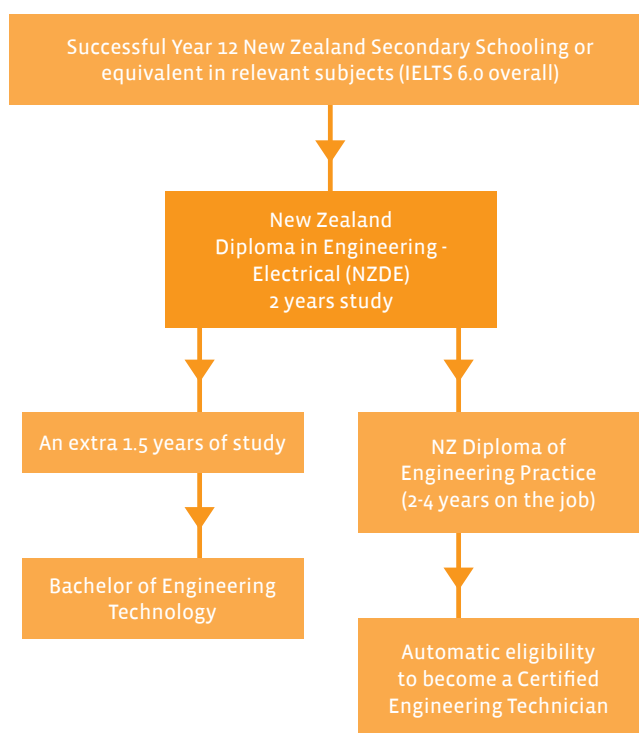 Successful Year 12 New Zealand Secondary Schooling or
equivalent in relevant subjects (IELTS 6.0 overall)
New Zealand
Diploma in Engineering -
Electrical (NZDE)
2 years study
An extra 1.5 years of study
NZ Diploma of
Engineering Practice
(2-4 years on the job)
Bachelor of Engineering
Technology
Automatic eligibility
to become a Certified
Engineering Technician